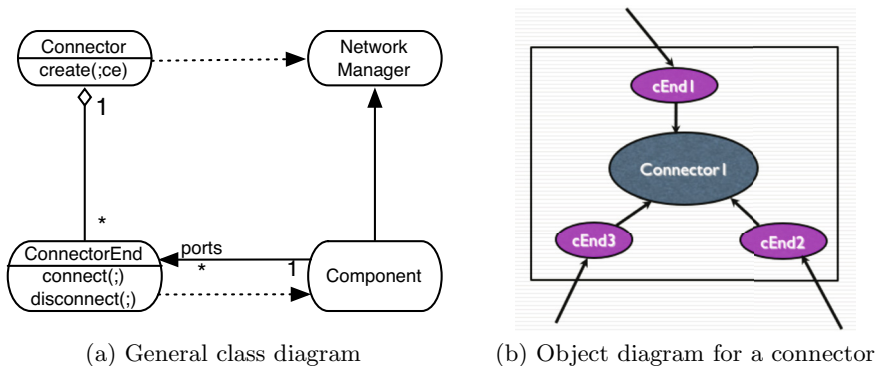 Connector
create(;ce)
Network
Manager
1
*
ConnectorEnd
connect(;)
disconnect(;)
ports
*
1
Component
(a) General class diagram
cEnd1
Connector1
cEnd3
cEnd2
(b) Object diagram for a connector